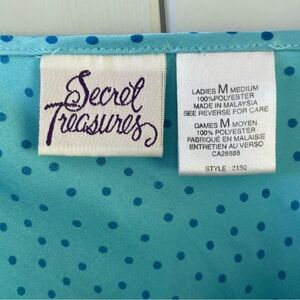 Secret
Treasures
LADIES M MEDIUM
100%POLYESTER
MADE IN MALAYSIA
SEE REVERSE FOR CARE
DAMES M MOYEN
100% POLYESTER
FABRIQUE EN MALAISIE
ENTRETIEN AU VERSO
CA28885
STYLE : 2150